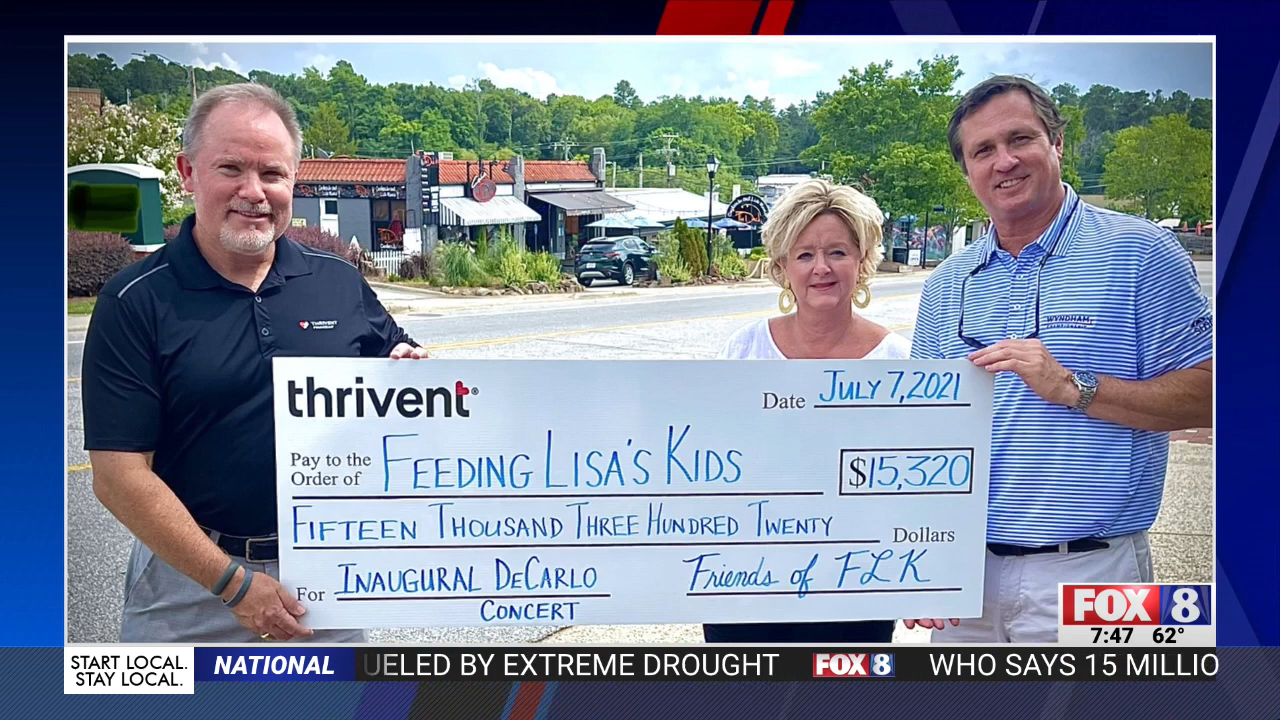 thrivent®
Date JULY 7, 2021
Pay to the
Order of FEEDING LISA'S KIDS $15,320
FIFTEEN THOUSAND THREE HUNDRED TWENTY Dollars
For INAUGURAL DECARLO Friends of FLK
CONCERT
THRIVENT
WYNDHAM
FOX 8
7:47 62°
START LOCAL.
STAY LOCAL.
NATIONAL
UELED BY EXTREME DROUGHT FOX 8 WHO SAYS 15 MILLIO